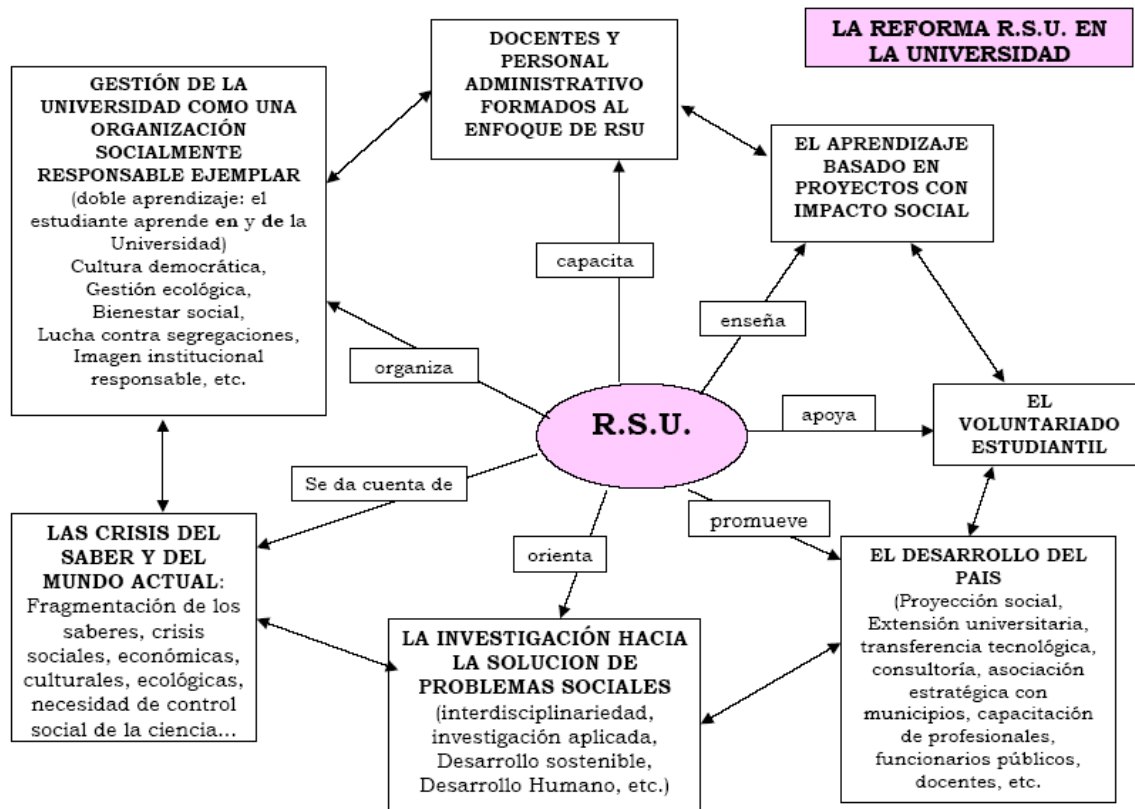 LA REFORMA R.S.U. EN
LA UNIVERSIDAD
DOCENTES Y
PERSONAL
ADMINISTRATIVO
FORMADOS AL
ENFOQUE DE RSU
GESTIÓN DE LA
UNIVERSIDAD COMO UNA
ORGANIZACIÓN
SOCIALMENTE
RESPONSABLE EJEMPLAR
(doble aprendizaje: el
estudiante aprende en y de la
Universidad)
Cultura democrática,
Gestión ecológica,
Bienestar social,
Lucha contra segregaciones,
Imagen institucional
responsable, etc.
EL APRENDIZAJE
BASADO EN
PROYECTOS CON
IMPACTO SOCIAL
capacita
enseña
organiza
R.S.U.
apoya
EL
VOLUNTARIADO
ESTUDIANTIL
Se da cuenta de
orienta
promueve
LAS CRISIS DEL
SABER Y DEL
MUNDO ACTUAL:
Fragmentación de los
saberes, crisis
sociales, económicas,
culturales, ecológicas,
necesidad de control
social de la ciencia...
LA INVESTIGACIÓN HACIA
LA SOLUCION DE
PROBLEMAS SOCIALES
(interdisciplinariedad,
investigación aplicada,
Desarrollo sostenible,
Desarrollo Humano, etc.)
EL DESARROLLO DEL
PAIS
(Proyección social,
Extensión universitaria,
transferencia tecnológica,
consultoría, asociación
estratégica con
municipios, capacitación
de profesionales,
funcionarios públicos,
docentes, etc.